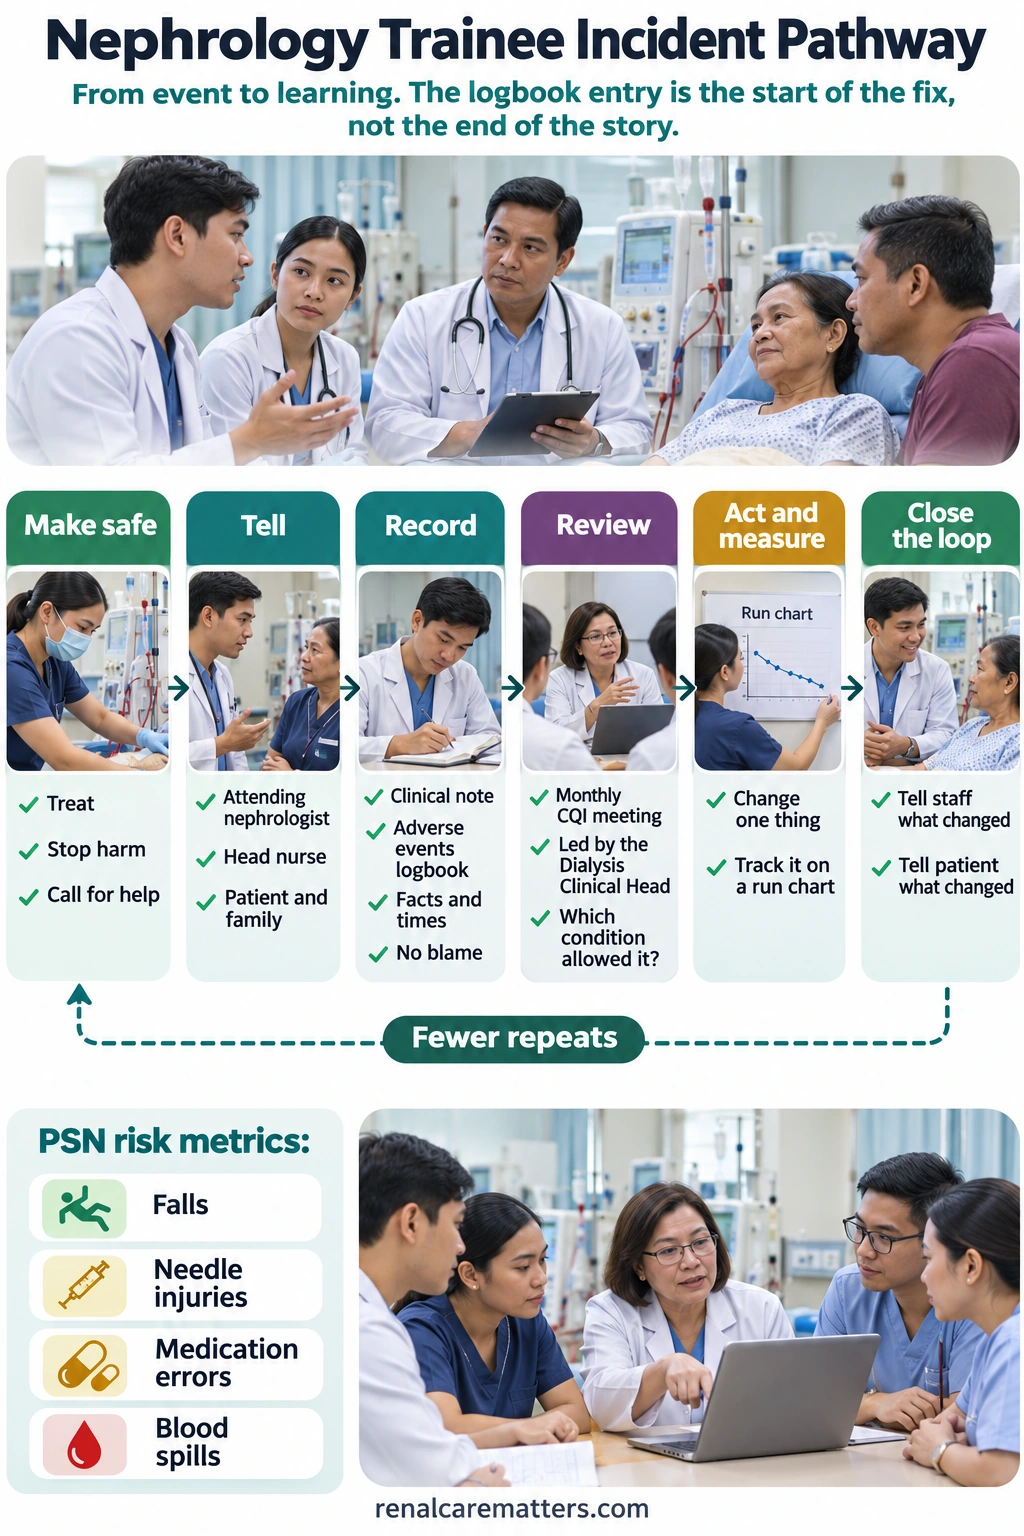 Nephrology Trainee Incident Pathway
From event to learning. The logbook entry is the start of the fix,
not the end of the story.
Make safe
Treat
Stop harm
Call for help
Tell
Attending
nephrologist
Head nurse
Patient and
family
Record
Clinical note
Adverse
events
logbook
Facts and
times
No blame
Review
Monthly
CQI meeting
Led by the
Dialysis
Clinical Head
Which
condition
allowed it?
Act and
measure
Run chart
Change
one thing
Track it on
a run chart
Close
the loop
Tell staff
what changed
Tell patient
what changed
Fewer repeats
PSN risk metrics:
Falls
Needle
injuries
Medication
errors
Blood
spills
renalcarematters.com